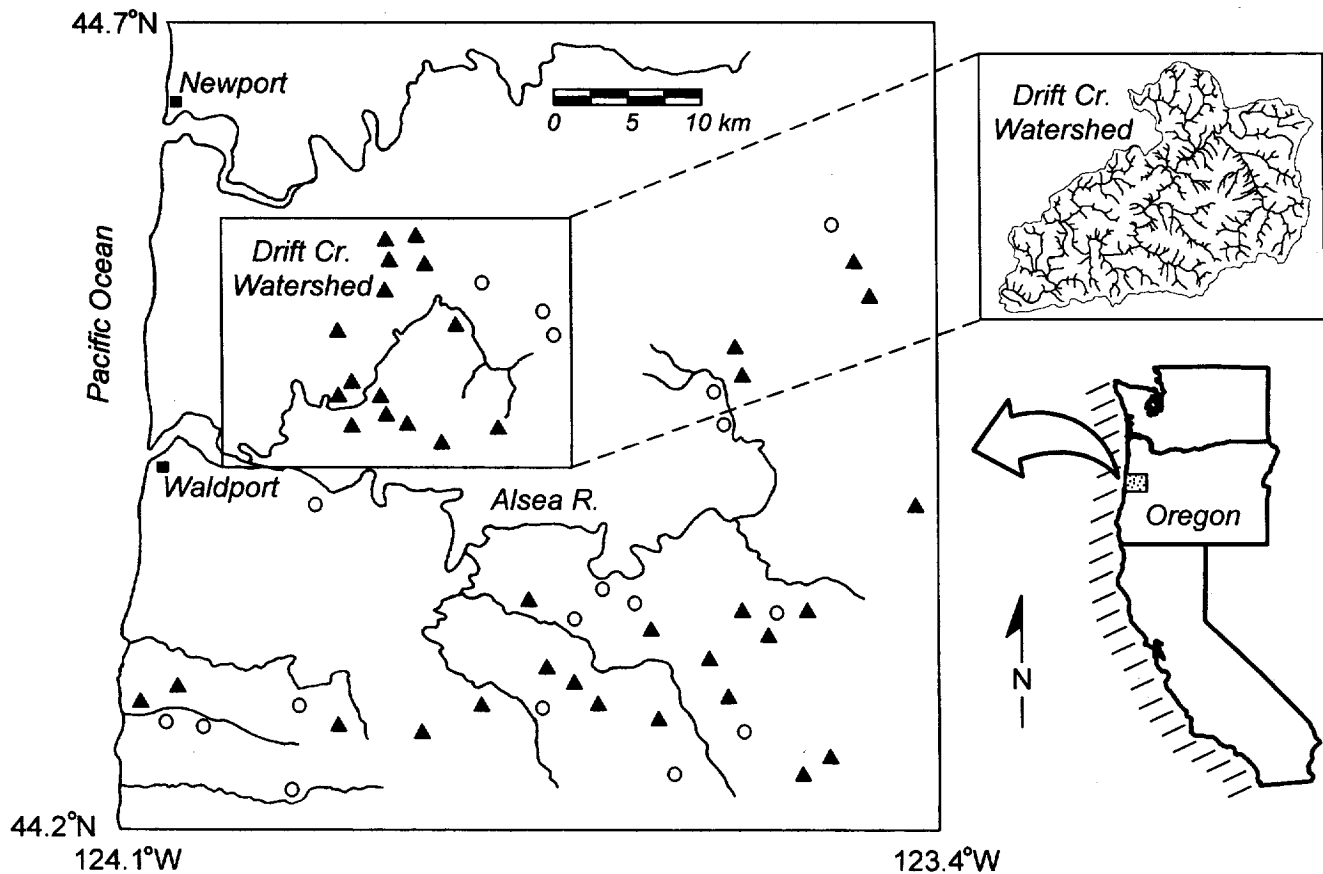 44.7°N
Newport
0 5 10 km
Drift Cr.
Watershed
Drift Cr.
Watershed
Pacific Ocean
Waldport
Alsea R.
Oregon
N
44.2°N
124.1°W
123.4°W